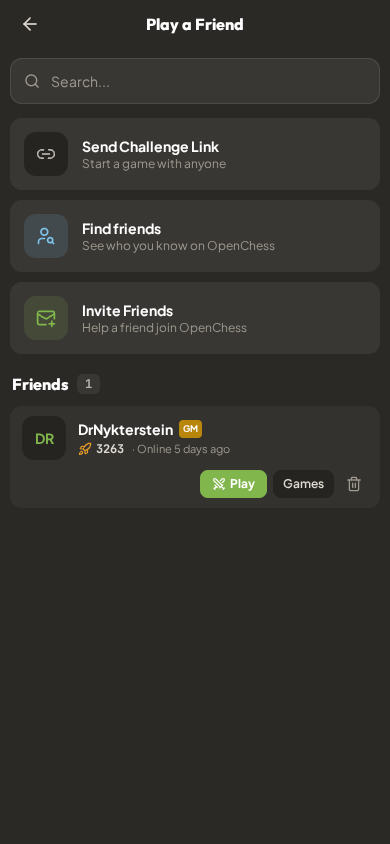 Play a Friend
Search...
Send Challenge Link
Start a game with anyone
Find friends
See who you know on OpenChess
Invite Friends
Help a friend join OpenChess
Friends 1
DR
DrNykterstein GM
3263 · Online 5 days ago
Play Games